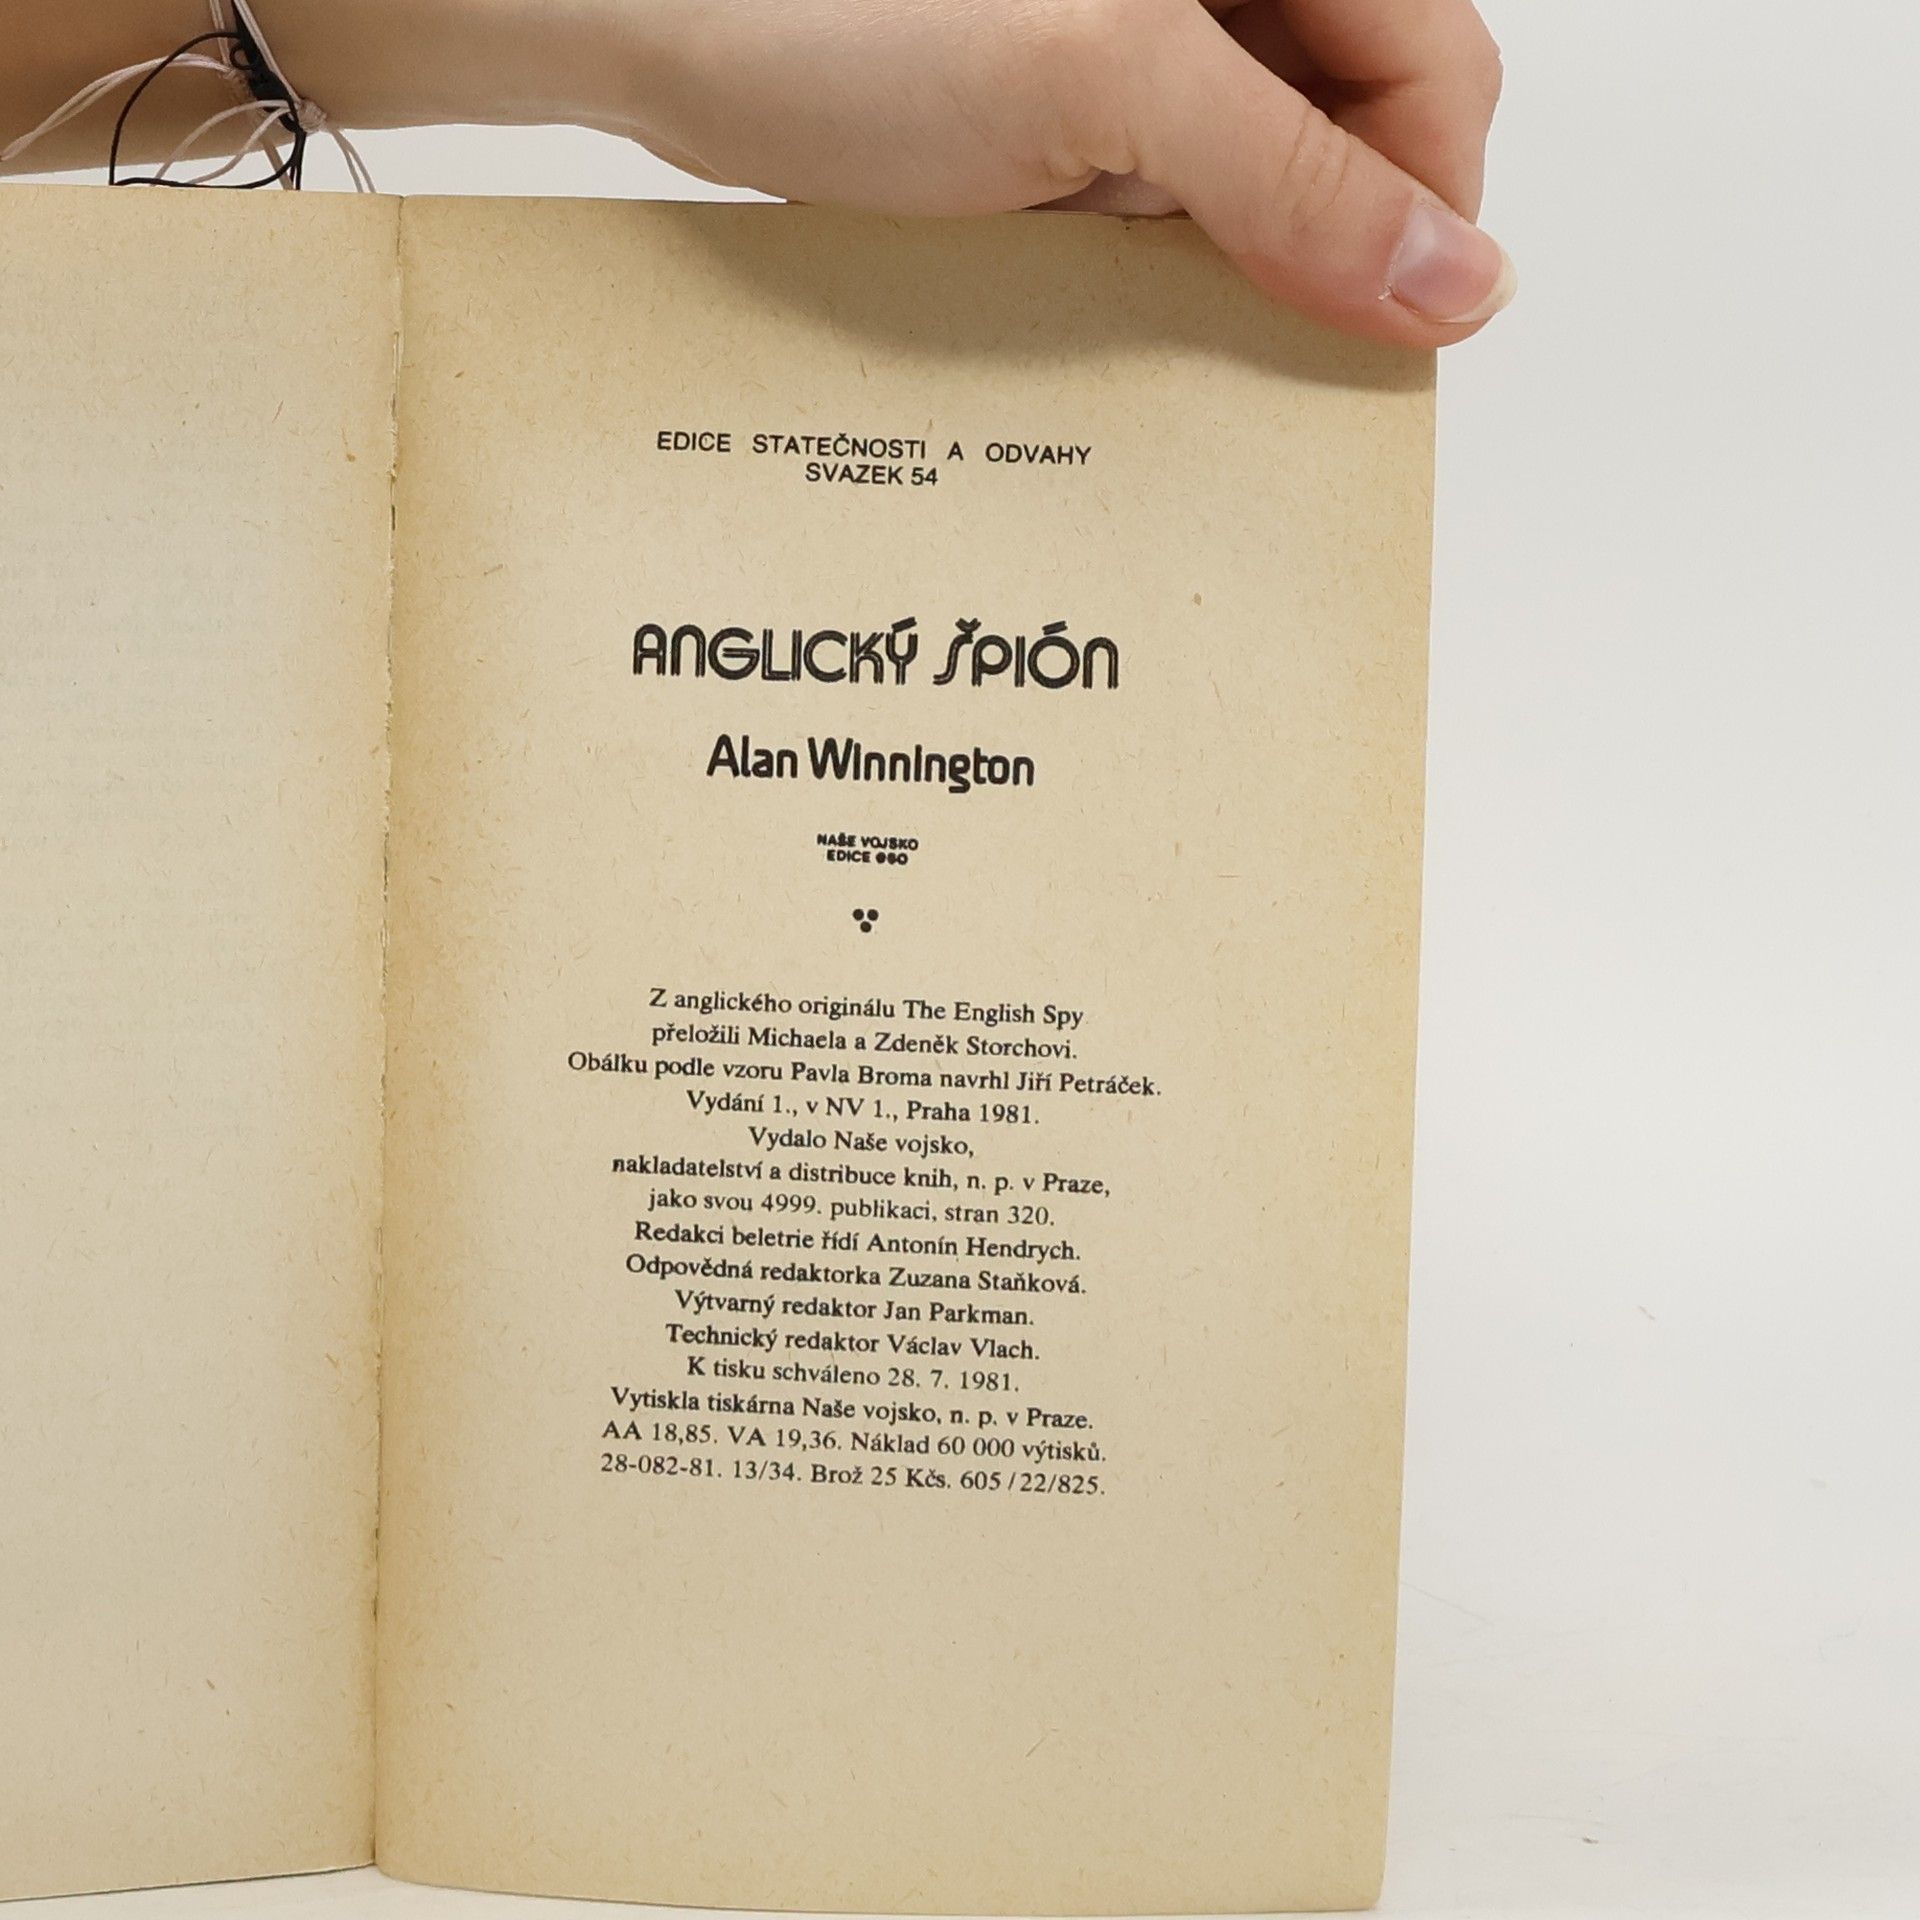 EDICE STATEČNOSTI A ODVAHY
SVAZEK 54
ANGLICKÝ ŠPIÓN
Alan Winnington
NAŠE VOJSKO
EDICE
Z anglického originálu The English Spy
přeložili Michaela a Zdeněk Storchovi.
Obálku podle vzoru Pavla Broma navrhl Jiří Petráček.
Vydání 1., v NV 1., Praha 1981.
Vydalo Naše vojsko,
nakladatelství a distribuce knih, n. p. v Praze,
jako svou 4999. publikaci, stran 320.
Redakci beletrie řídí Antonín Hendrych.
Odpovědná redaktorka Zuzana Staňková.
Výtvarný redaktor Jan Parkman.
Technický redaktor Václav Vlach.
K tisku schváleno 28. 7. 1981.
Vytiskla tiskárna Naše vojsko, n. p. v Praze.
AA 18,85. VA 19,36. Náklad 60 000 výtisků.
28-082-81. 13/34. Brož 25 Kčs. 605/22/825.